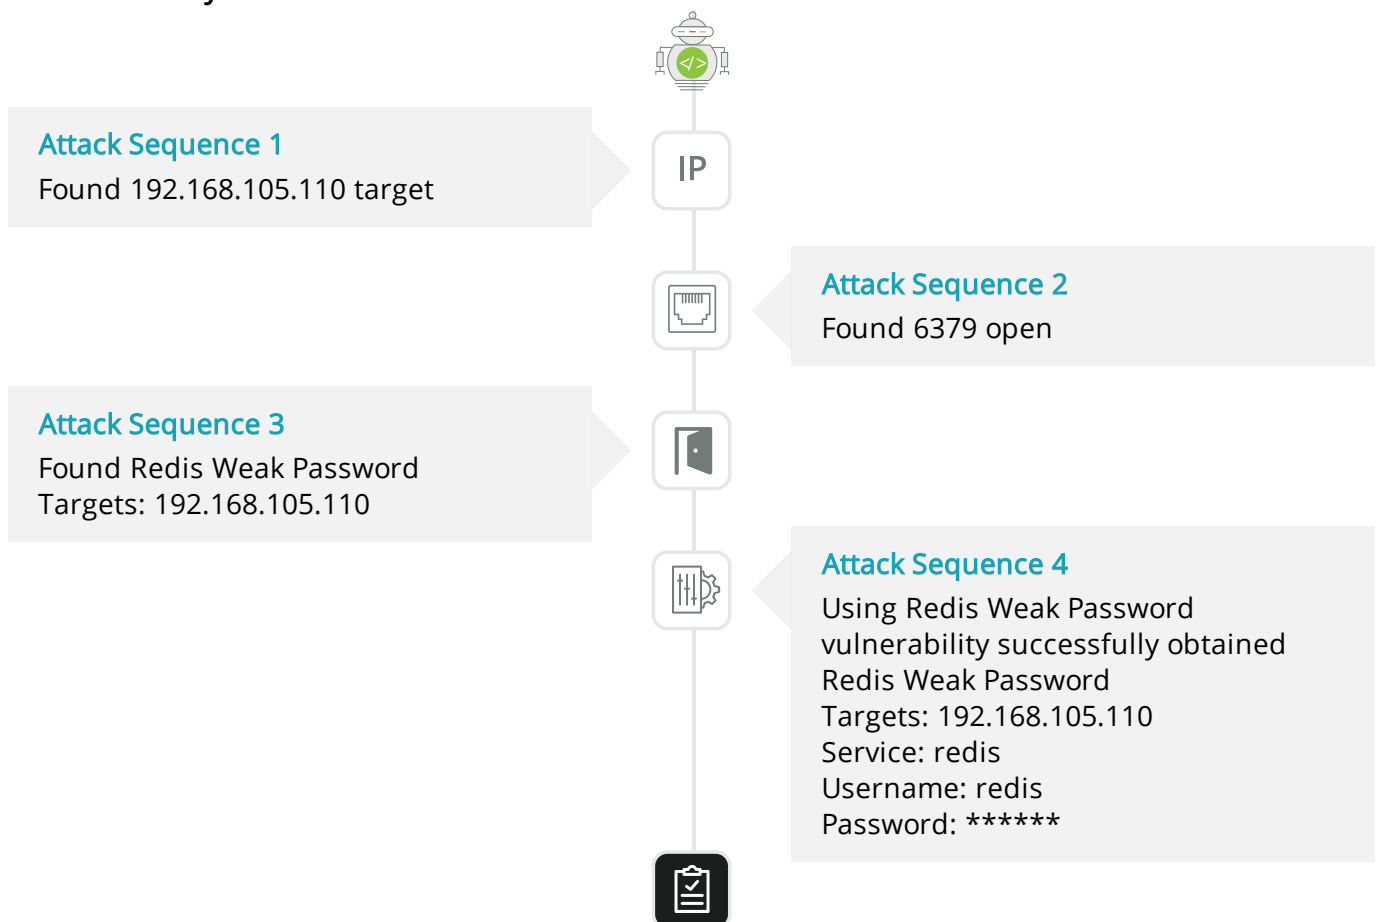 Attack Sequence 1
Found 192.168.105.110 target
IP
Attack Sequence 2
Found 6379 open
Attack Sequence 3
Found Redis Weak Password
Targets: 192.168.105.110
Attack Sequence 4
Using Redis Weak Password
vulnerability successfully obtained
Redis Weak Password
Targets: 192.168.105.110
Service: redis
Username: redis
Password: ******